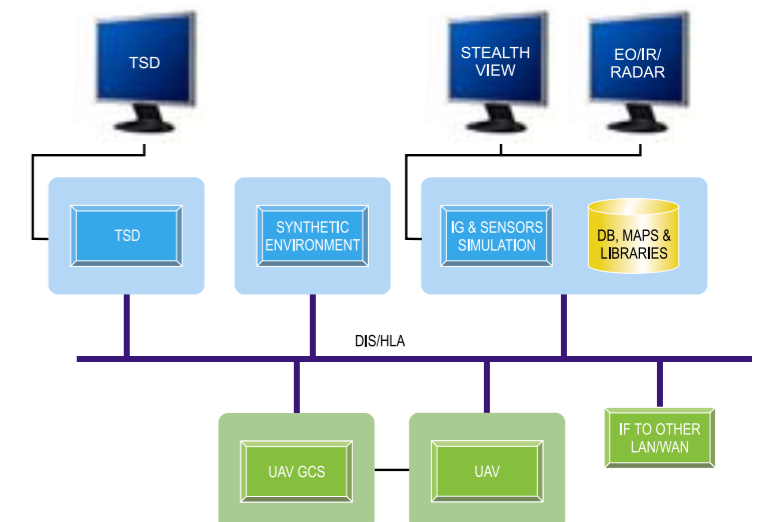 TSD
STEALTH
VIEW
EO/IR/
RADAR
TSD
SYNTHETIC
ENVIRONMENT
IG & SENSORS
SIMULATION
DB, MAPS &
LIBRARIES
DIS/HLA
UAV GCS
UAV
IF TO OTHER
LAN/WAN